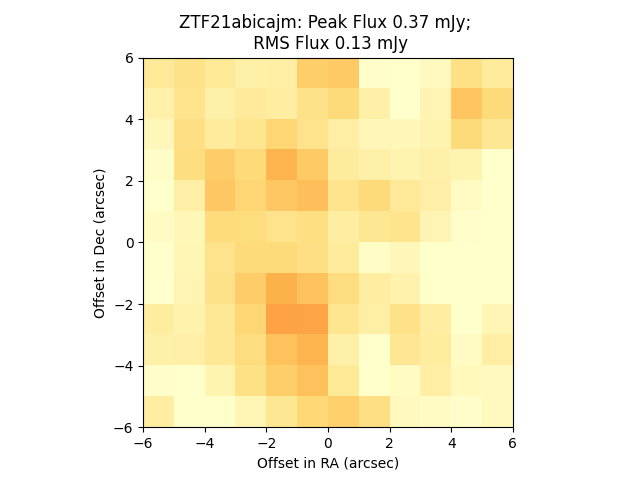 ZTF21abicajm: Peak Flux 0.37 mJy;
RMS Flux 0.13 mJy
6
4
2
0
−2
−4
−6
Offset in Dec (arcsec)
−6 −4 −2 0 2 4 6
Offset in RA (arcsec)